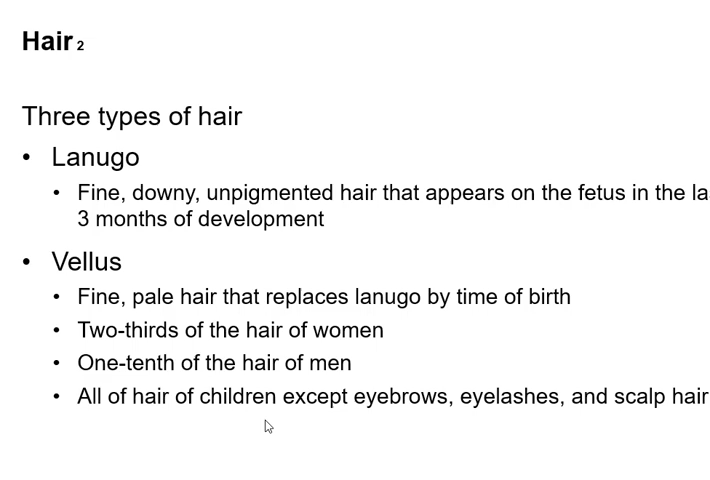 Hair 2
Three types of hair
• Lanugo
• Fine, downy, unpigmented hair that appears on the fetus in the la
3 months of development
• Vellus
• Fine, pale hair that replaces lanugo by time of birth
• Two-thirds of the hair of women
• One-tenth of the hair of men
• All of hair of children except eyebrows, eyelashes, and scalp hair